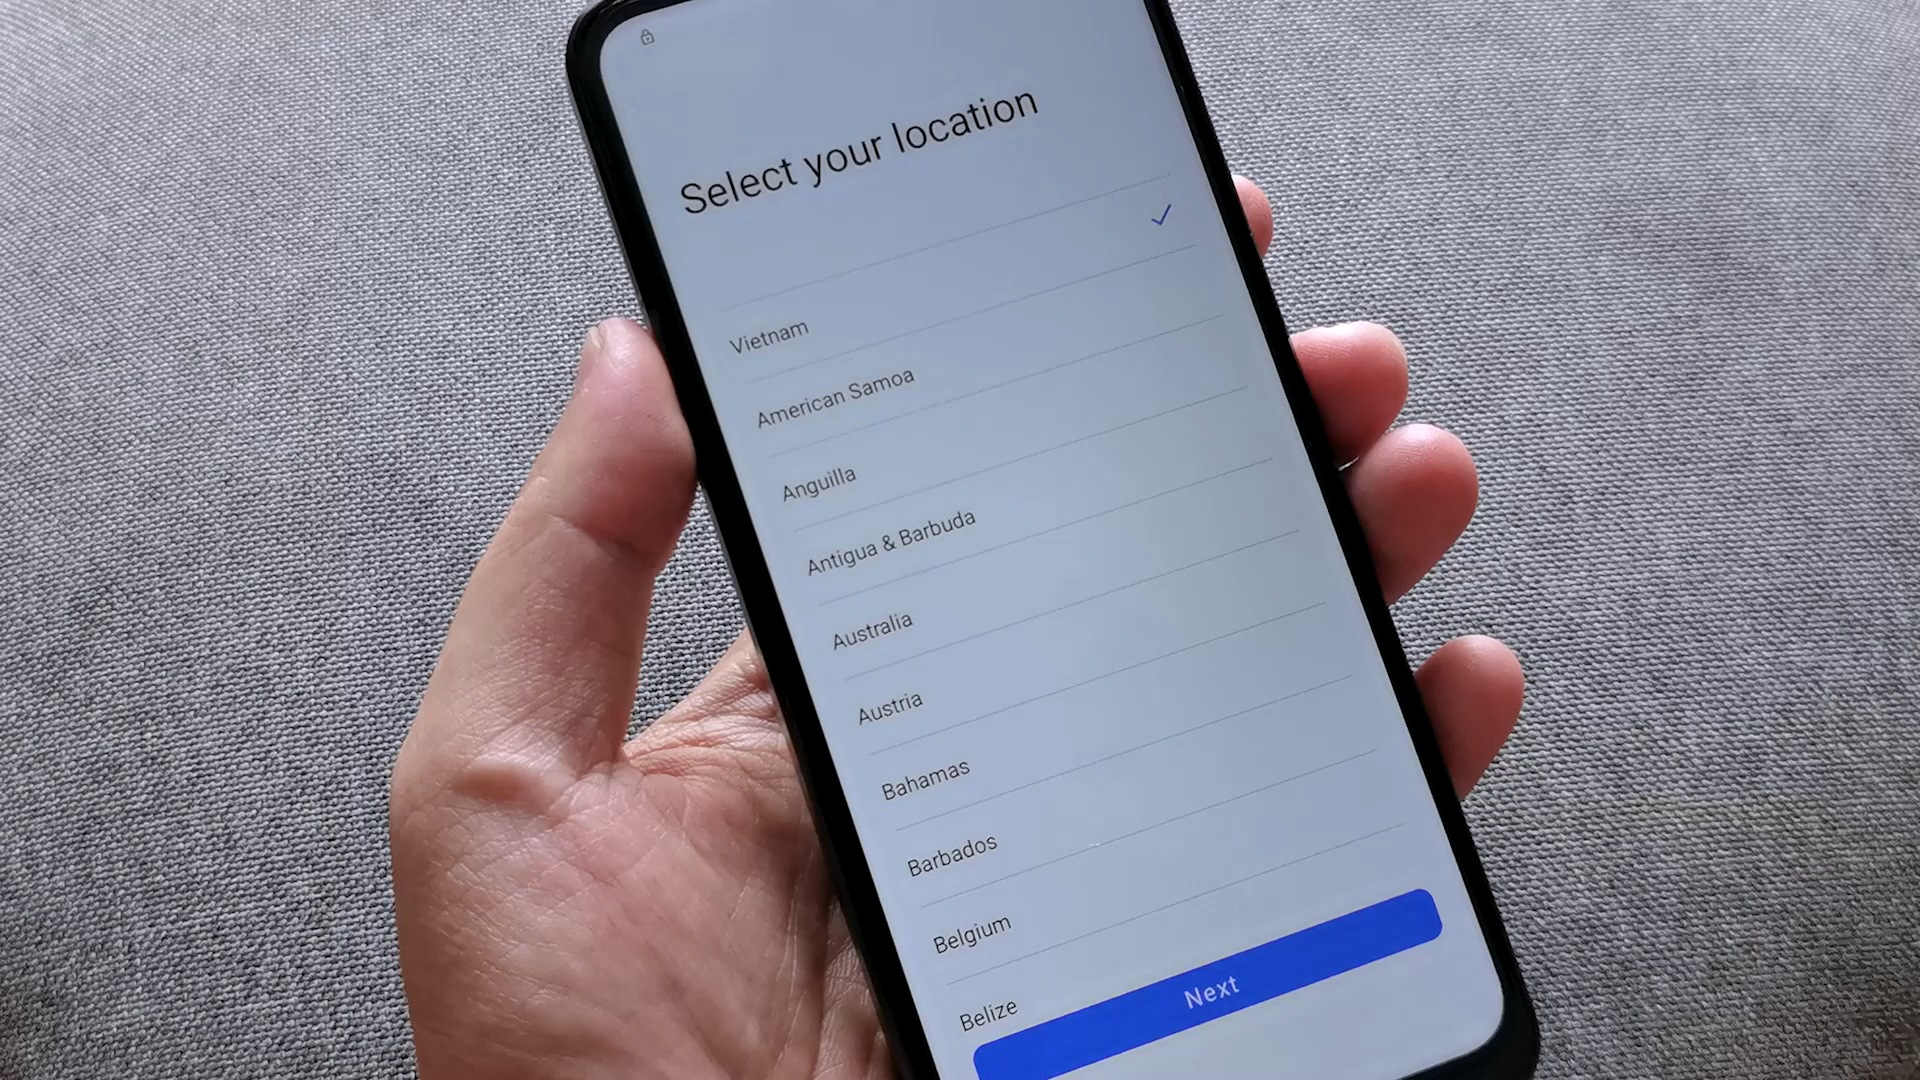 Select your location
Vietnam
American Samoa
Anguilla
Antigua & Barbuda
Australia
Austria
Bahamas
Barbados
Belgium
Belize
Next